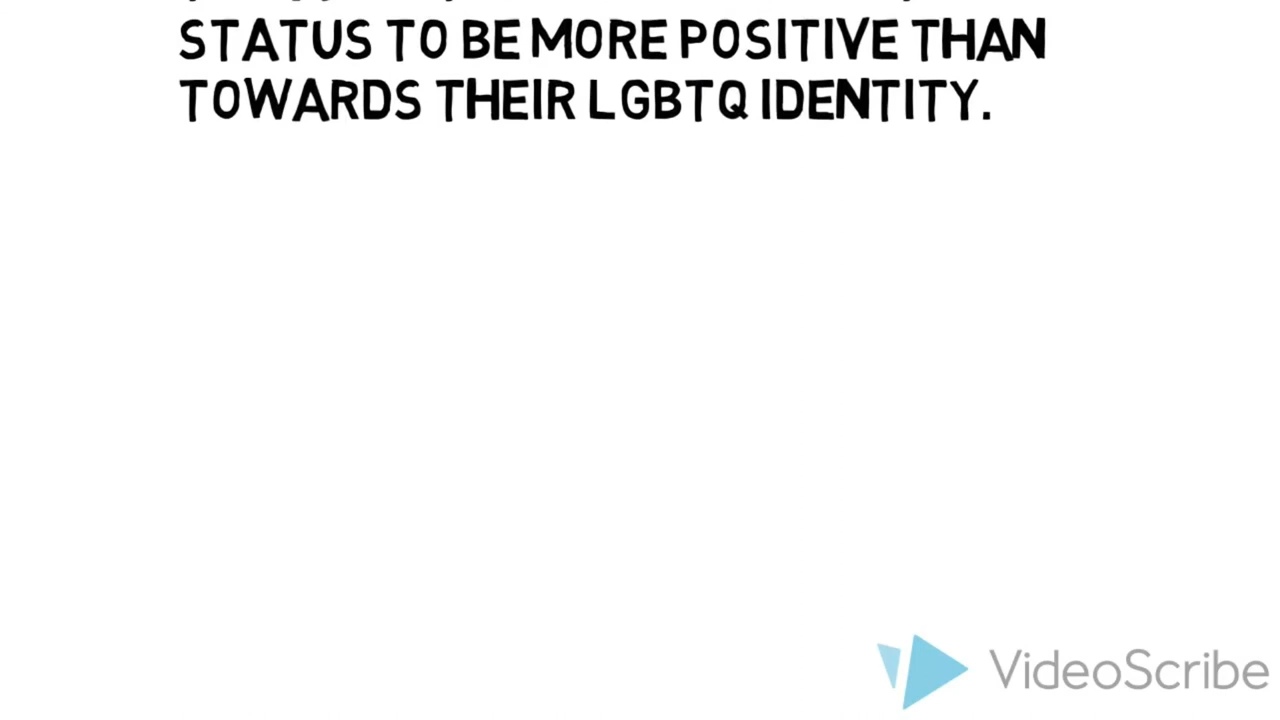 STATUS TO BE MORE POSITIVE THAN
TOWARDS THEIR LGBTQ IDENTITY.
VideoScribe